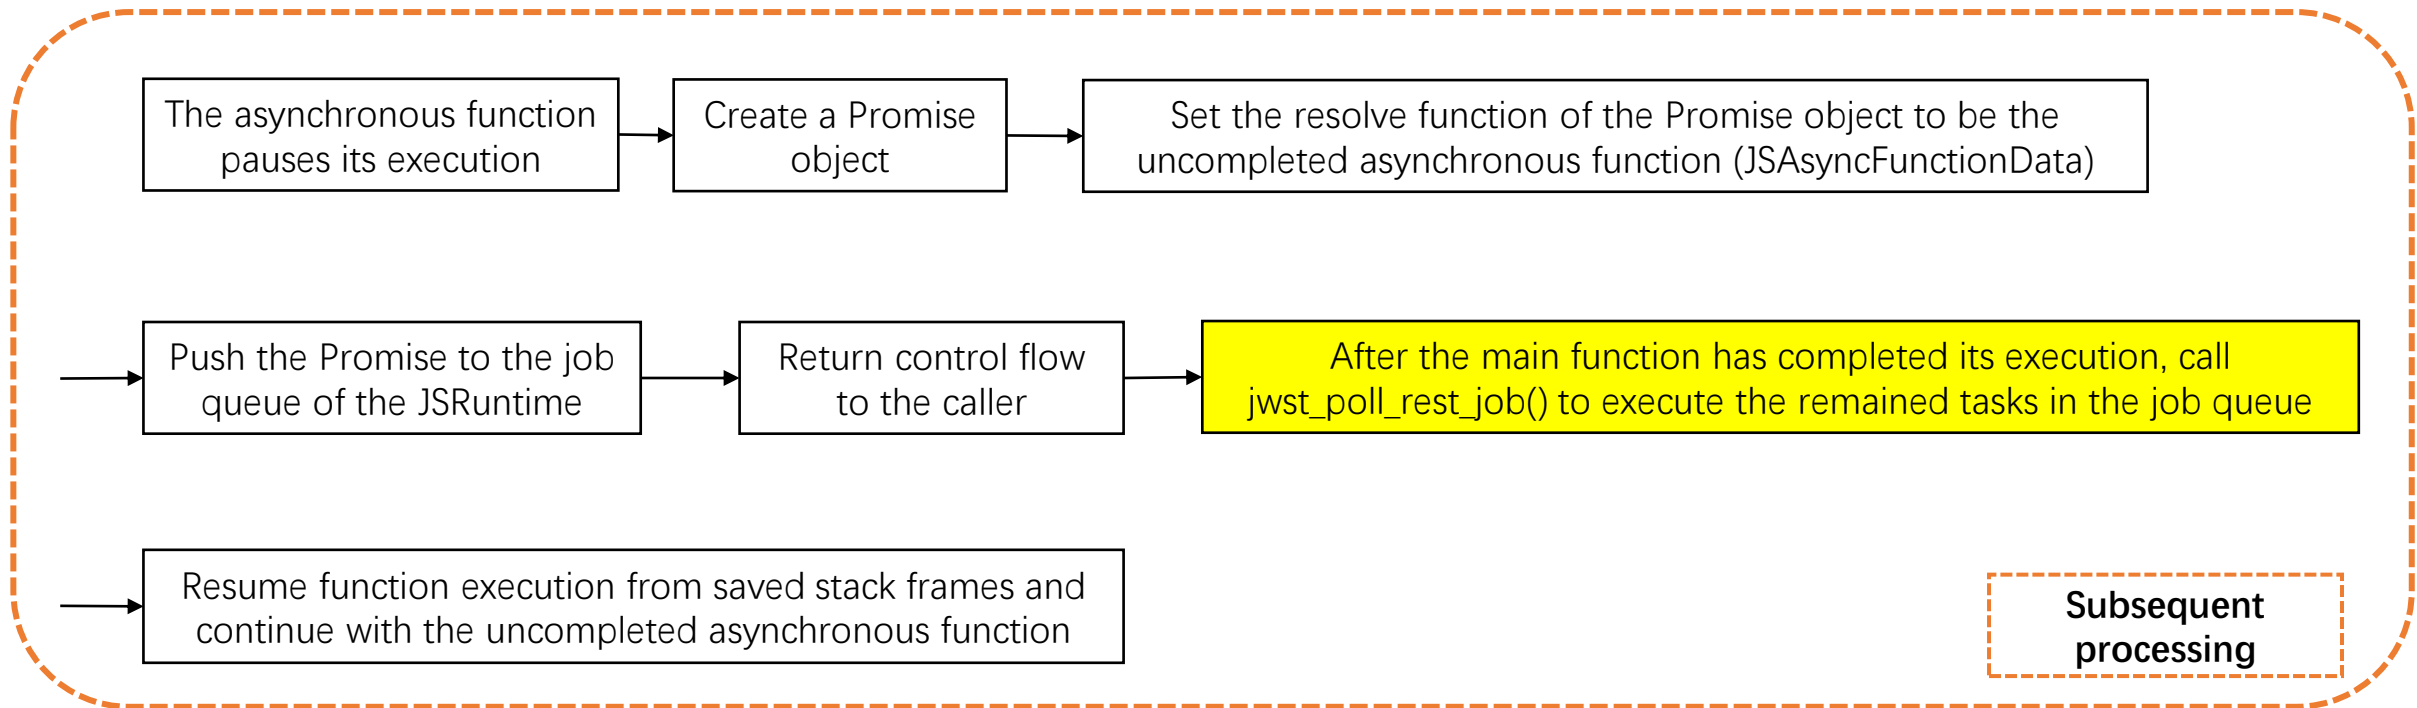 The asynchronous function
pauses its execution
Create a Promise
object
Set the resolve function of the Promise object to be the
uncompleted asynchronous function (JSAsyncFunctionData)
Push the Promise to the job
queue of the JSRuntime
Return control flow
to the caller
After the main function has completed its execution, call
jwst_poll_rest_job() to execute the remained tasks in the job queue
Resume function execution from saved stack frames and
continue with the uncompleted asynchronous function
Subsequent
processing